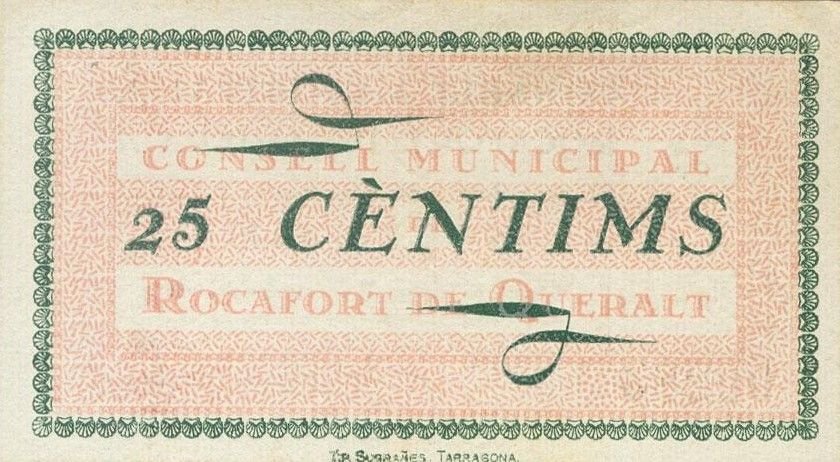 CONSELL MUNICIPAL
25 CÈNTIMS
ROCAFORT DE QUERALT
TIP. SUGRAÑES. TARRAGONA.